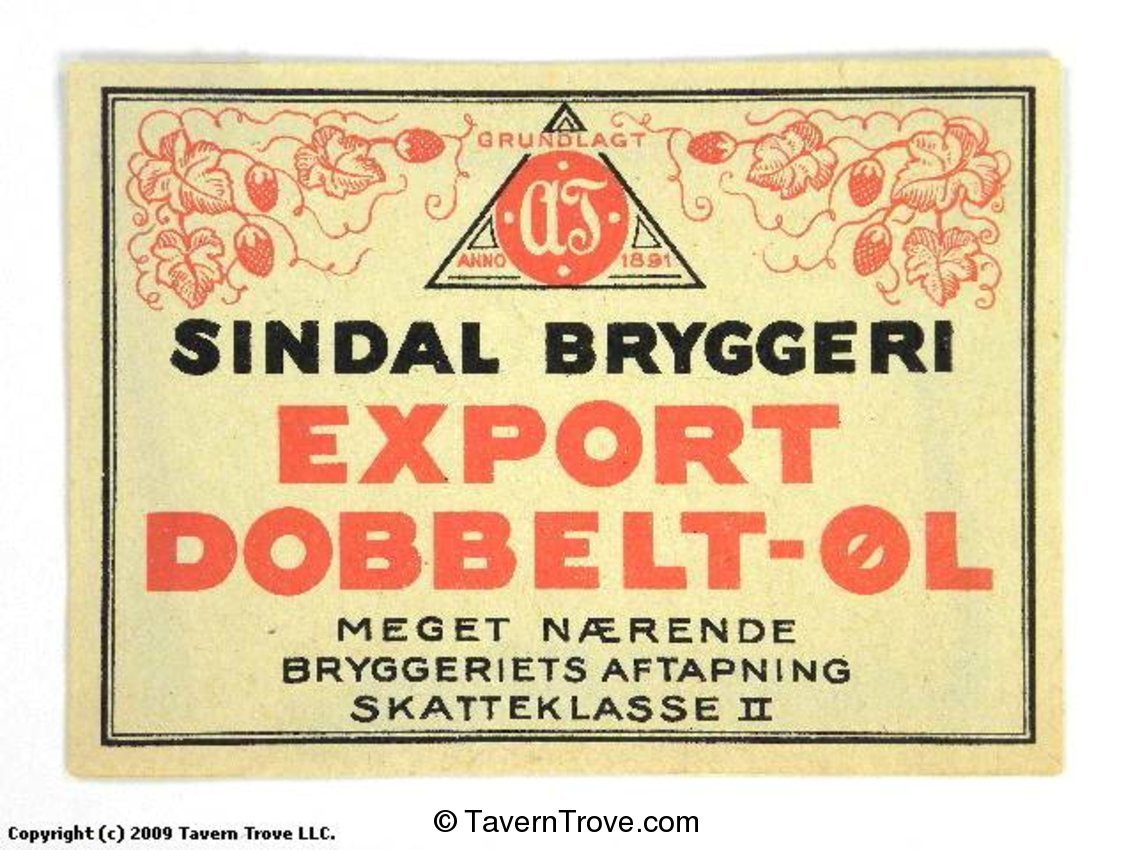 GRUNDLAGT
AT
ANNO 1891
SINDAL BRYGGERI
EXPORT
DOBBELT-ØL
MEGET NÆRENDE
BRYGGERIETS AFTAPNING
SKATTEKLASSE II
© TavernTrove.com
Copyright (c) 2009 Tavern Trove LLC.